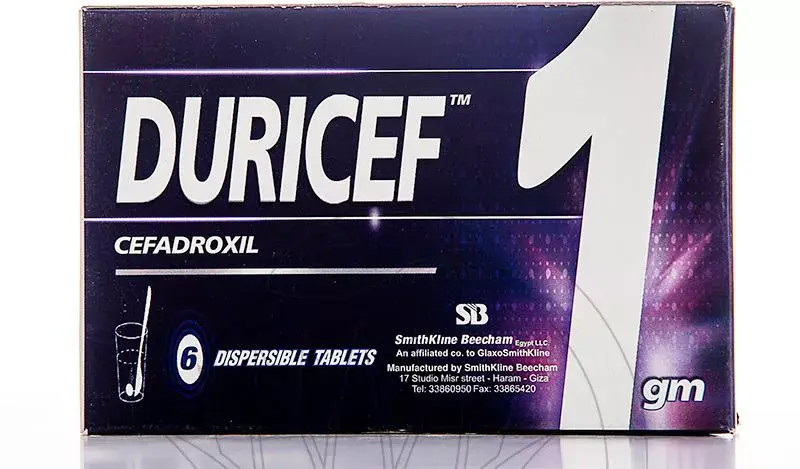 DURICEF™
1
gm
CEFADROXIL
6 DISPERSIBLE TABLETS
SB
SmithKline Beecham Egypt LLC.
An affiliated co. to GlaxoSmithKline
Manufactured by SmithKline Beecham
17 Studio Misr street - Haram - Giza
Tel: 33860950 Fax: 33865420